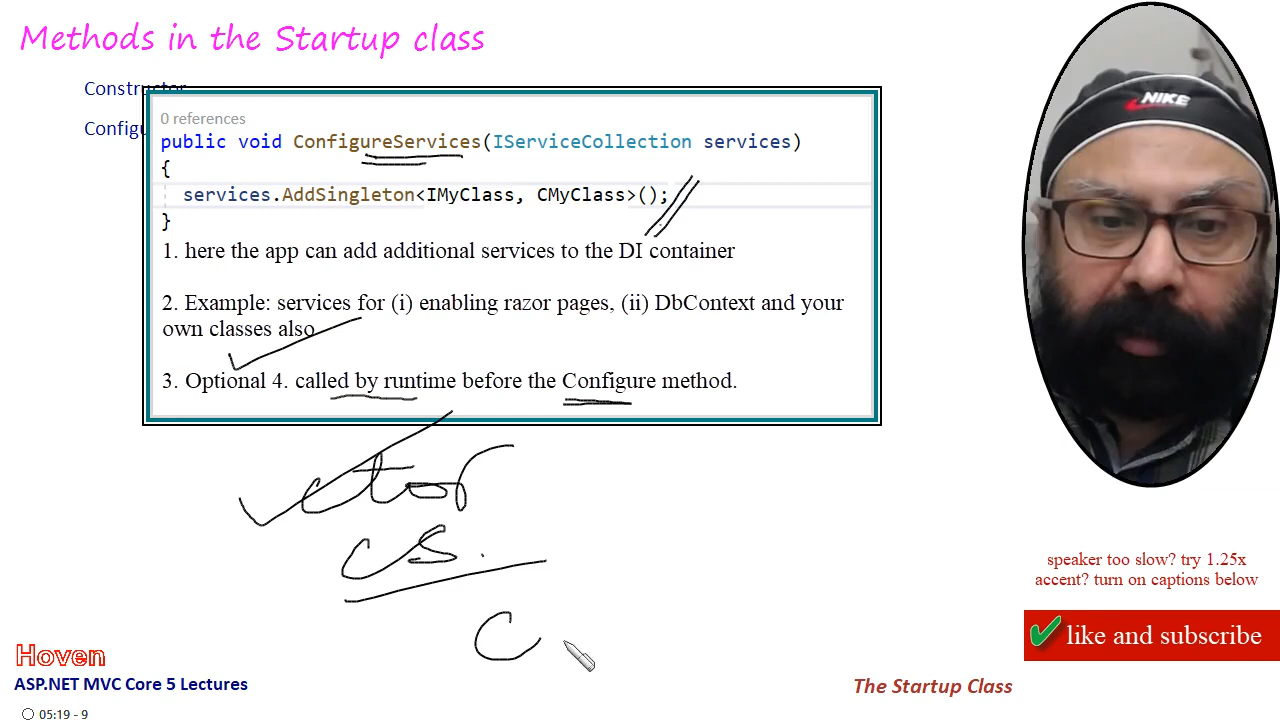 Methods in the Startup class
Constructor
0 references
public void ConfigureServices(IServiceCollection services)
{
services.AddSingleton<IMyClass, CMyClass>();
}
1. here the app can add additional services to the DI container
2. Example: services for (i) enabling razor pages, (ii) DbContext and your
own classes also
3. Optional 4. called by runtime before the Configure method.
ctor
CS.
C
NIKE
speaker too slow? try 1.25x
accent? turn on captions below
like and subscribe
Hoven
ASP.NET MVC Core 5 Lectures
The Startup Class
05:19 - 9